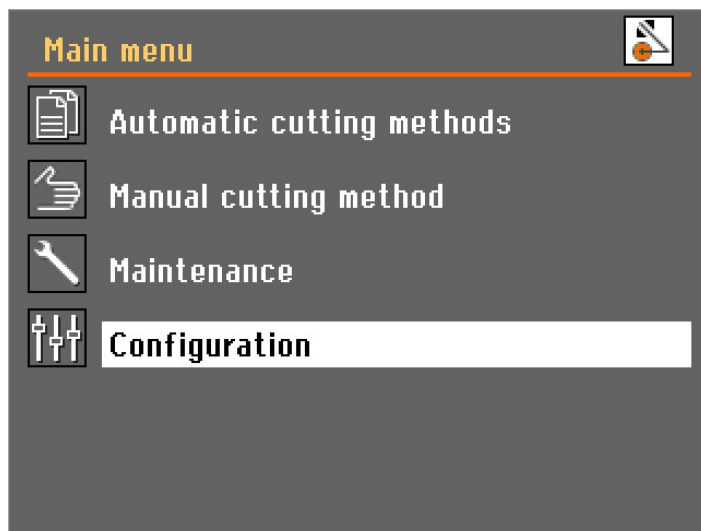 Main menu
Automatic cutting methods
Manual cutting method
Maintenance
Configuration